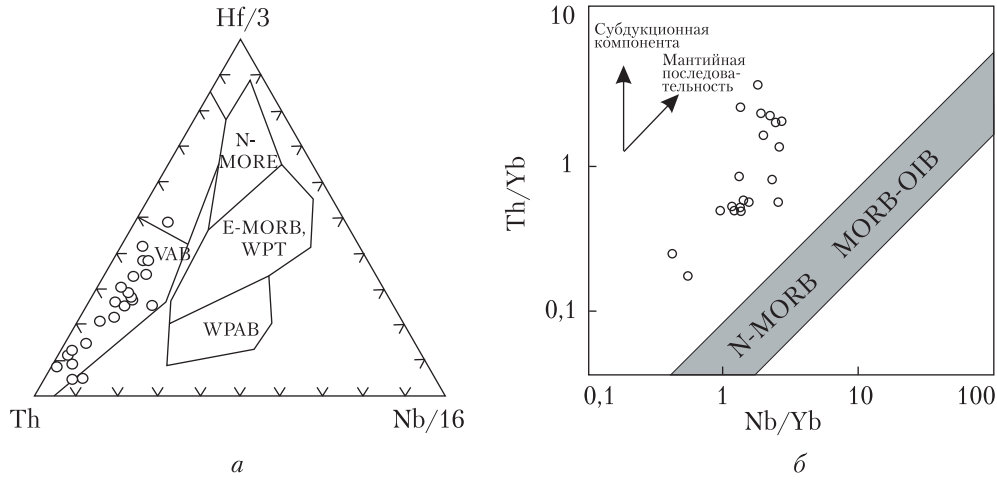 Hf/3
N-
MORE
E-MORB,
WPT
VAB
WPAB
Th
Nb/16
а
10
1
0,1
Th/Yb
Субдукционная
компонента
Мантийная
последова-
тельность
N-MORB MORB-OIB
0,1
1
10
100
Nb/Yb
б